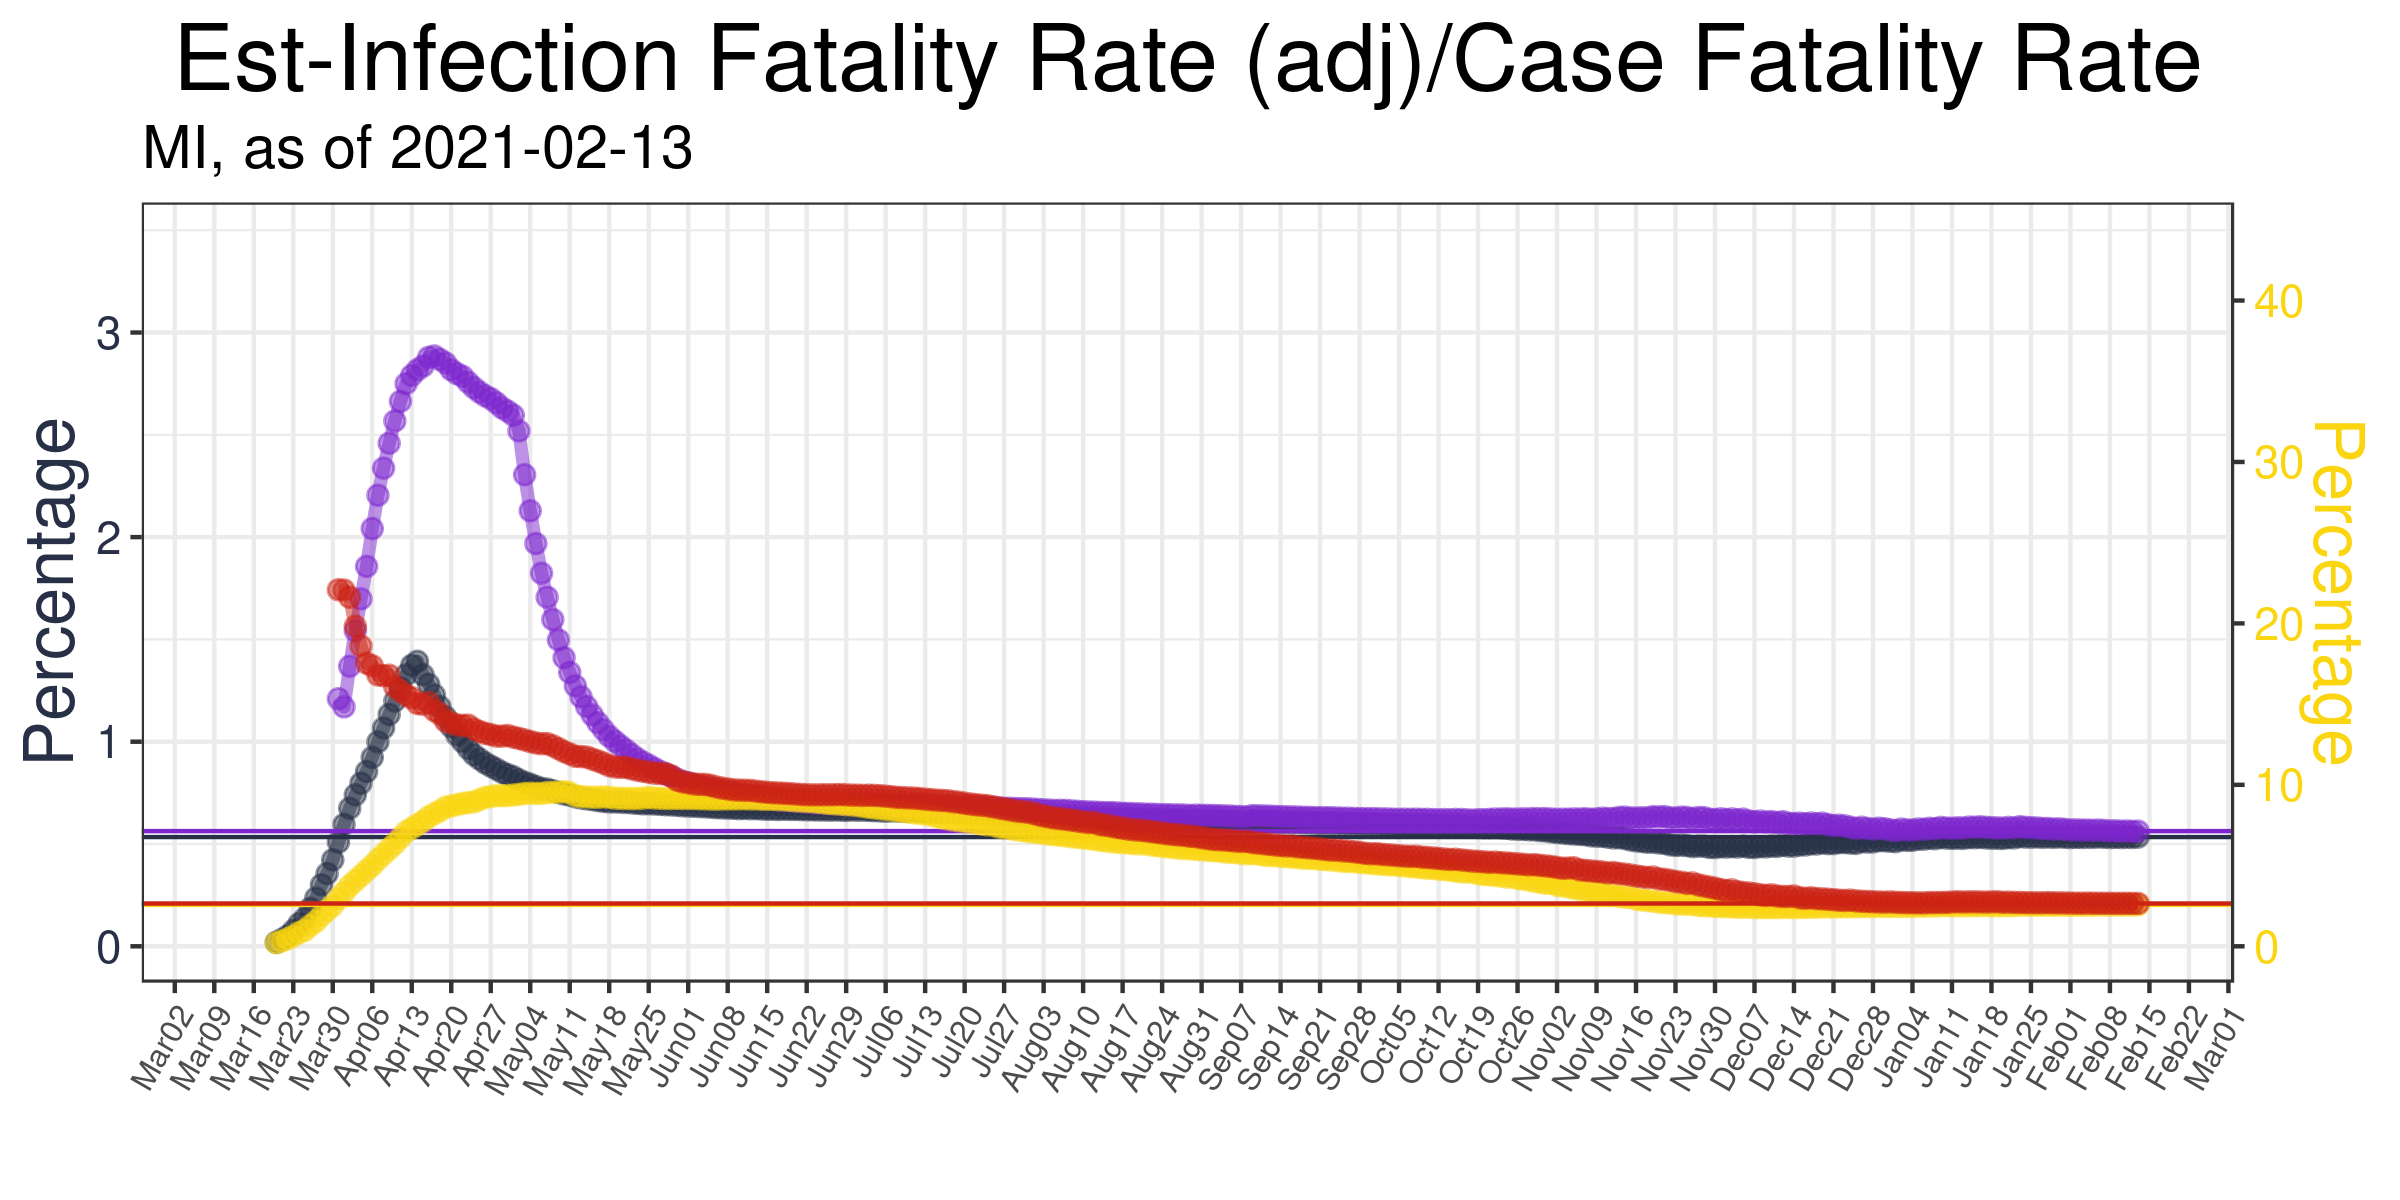 Est-Infection Fatality Rate (adj)/Case Fatality Rate
MI, as of 2021-02-13
Percentage
3
2
1
0
40
30
20
10
0
Percentage
Mar02
Mar09
Mar16
Mar23
Mar30
Apr06
Apr13
Apr20
Apr27
May04
May11
May18
May25
Jun01
Jun08
Jun15
Jun22
Jun29
Jul06
Jul13
Jul20
Jul27
Aug03
Aug10
Aug17
Aug24
Aug31
Sep07
Sep14
Sep21
Sep28
Oct05
Oct12
Oct19
Oct26
Nov02
Nov09
Nov16
Nov23
Nov30
Dec07
Dec14
Dec21
Dec28
Jan04
Jan11
Jan18
Jan25
Feb01
Feb08
Feb15
Feb22
Mar01